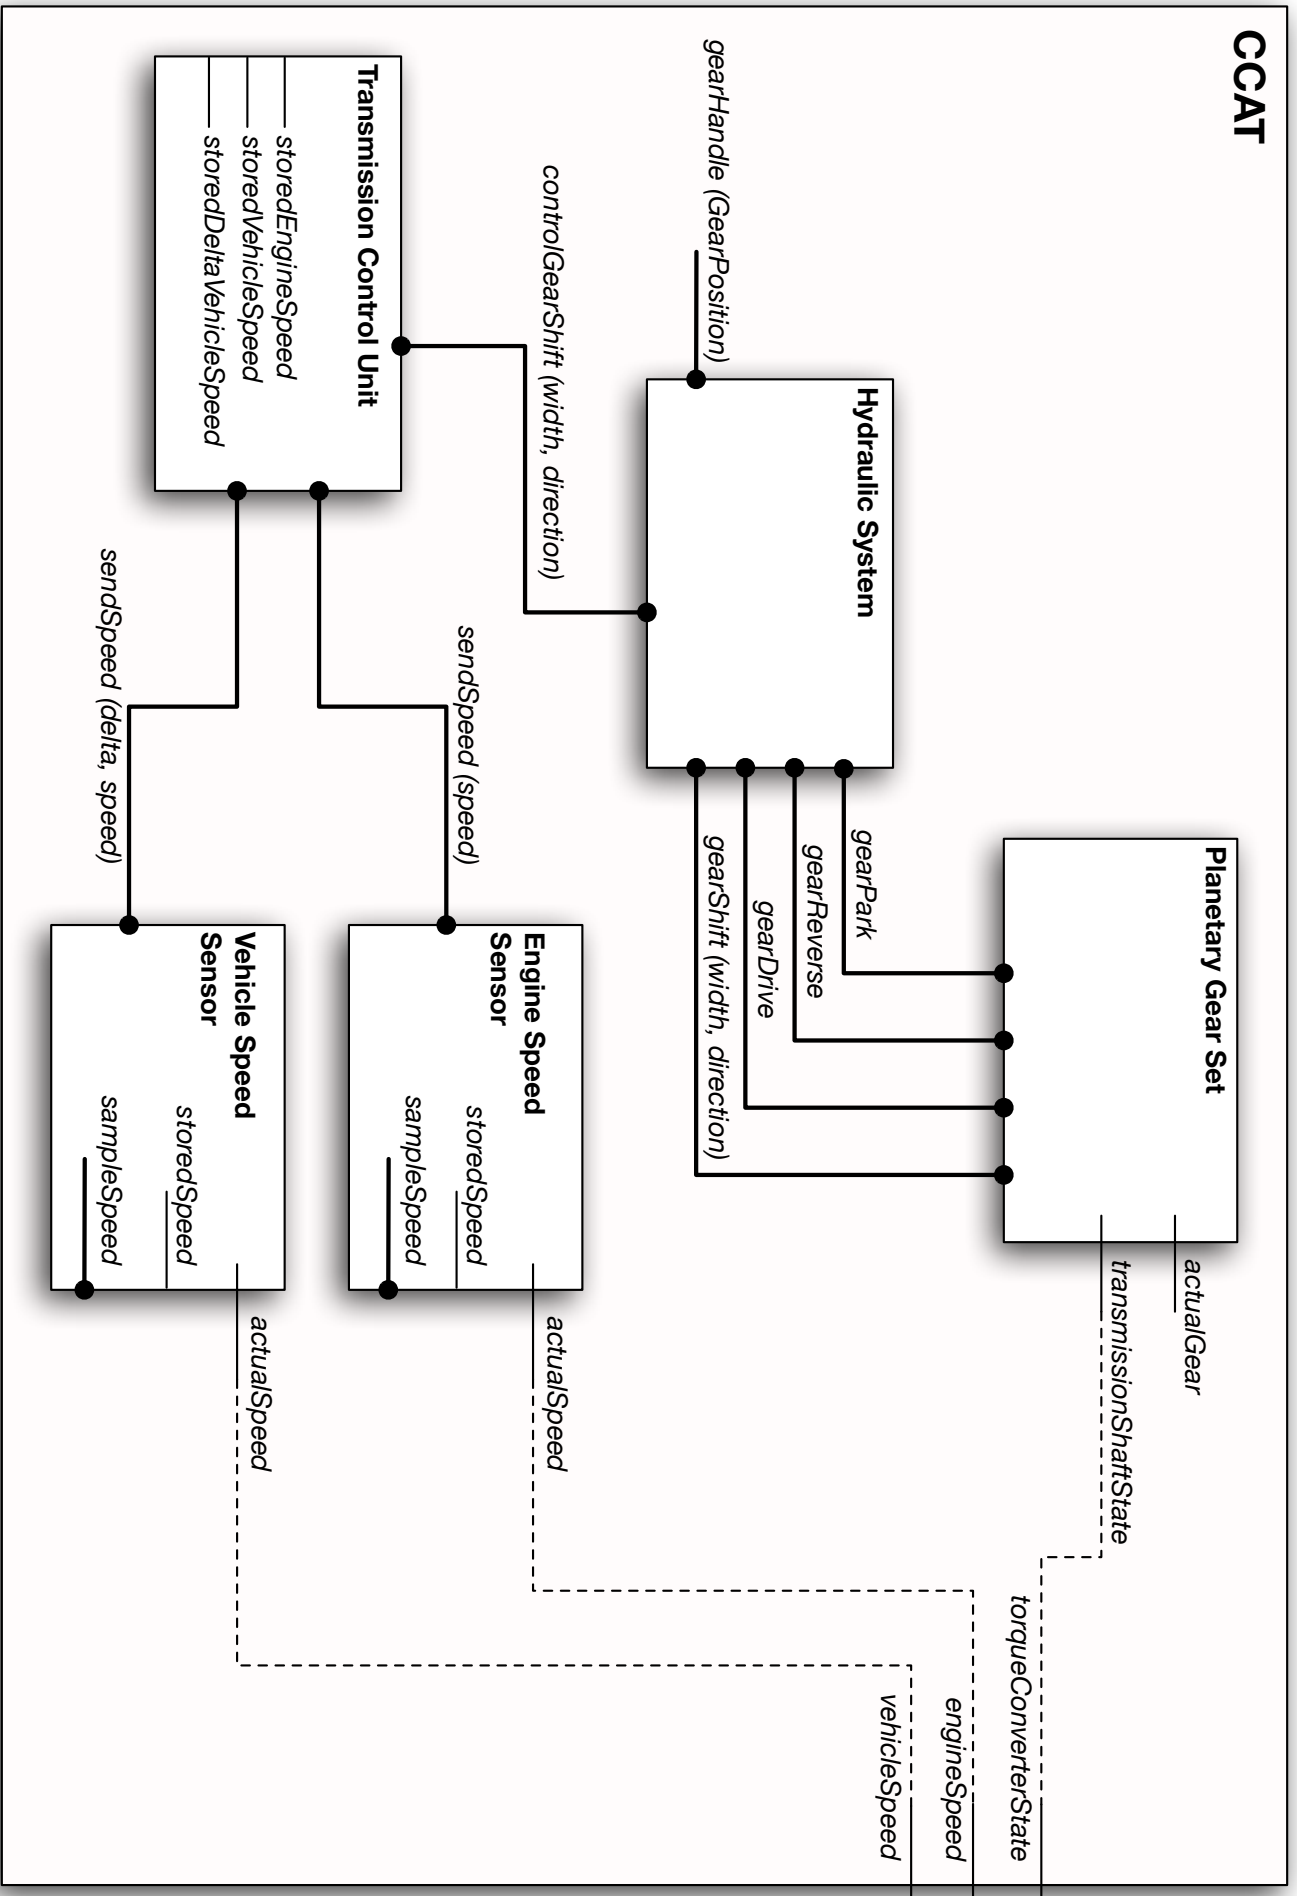 CCAT
Planetary Gear Set
actualGear
transmissionShaftState
torqueConverterState
engineSpeed
vehicleSpeed
Hydraulic System
gearPark
gearReverse
gearDrive
gearShift (width, direction)
gearHandle (GearPosition)
controlGearShift (width, direction)
Transmission Control Unit
storedEngineSpeed
storedVehicleSpeed
storedDeltaVehicleSpeed
sendSpeed (speed)
sendSpeed (delta, speed)
Engine Speed
Sensor
storedSpeed
sampleSpeed
actualSpeed
Vehicle Speed
Sensor
storedSpeed
sampleSpeed
actualSpeed